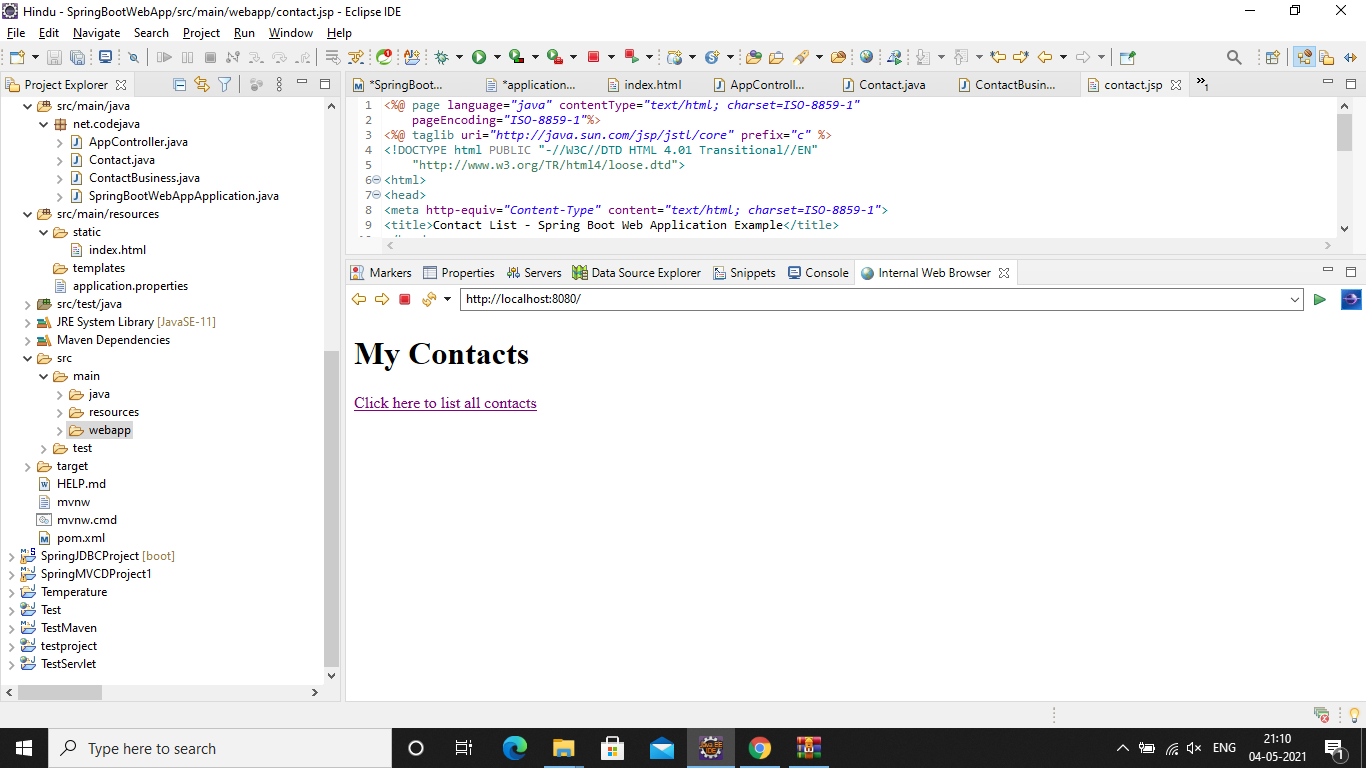 Hindu - SpringBootWebApp/src/main/webapp/contact.jsp - Eclipse IDE
File Edit Navigate Search Project Run Window Help
Project Explorer
src/main/java
net.codejava
AppController.java
Contact.java
ContactBusiness.java
SpringBootWebAppApplication.java
src/main/resources
static
index.html
templates
application.properties
src/test/java
JRE System Library [JavaSE-11]
Maven Dependencies
src
main
java
resources
webapp
test
target
HELP.md
mvnw
mvnw.cmd
pom.xml
SpringJDBCProject [boot]
SpringMVCDProject1
Temperature
Test
TestMaven
testproject
TestServlet
*SpringBoot... *application... index.html AppControll... Contact.java ContactBusin... contact.jsp »1
1 <%@ page language="java" contentType="text/html; charset=ISO-8859-1"
2 pageEncoding="ISO-8859-1"%>
3 <%@ taglib uri="http://java.sun.com/jsp/jstl/core" prefix="c" %>
4 <!DOCTYPE html PUBLIC "-//W3C//DTD HTML 4.01 Transitional//EN"
5 "http://www.w3.org/TR/html4/loose.dtd">
6 <html>
7 <head>
8 <meta http-equiv="Content-Type" content="text/html; charset=ISO-8859-1">
9 <title>Contact List - Spring Boot Web Application Example</title>
Markers Properties Servers Data Source Explorer Snippets Console Internal Web Browser
http://localhost:8080/
My Contacts
Click here to list all contacts
Type here to search
ENG
21:10
04-05-2021
1